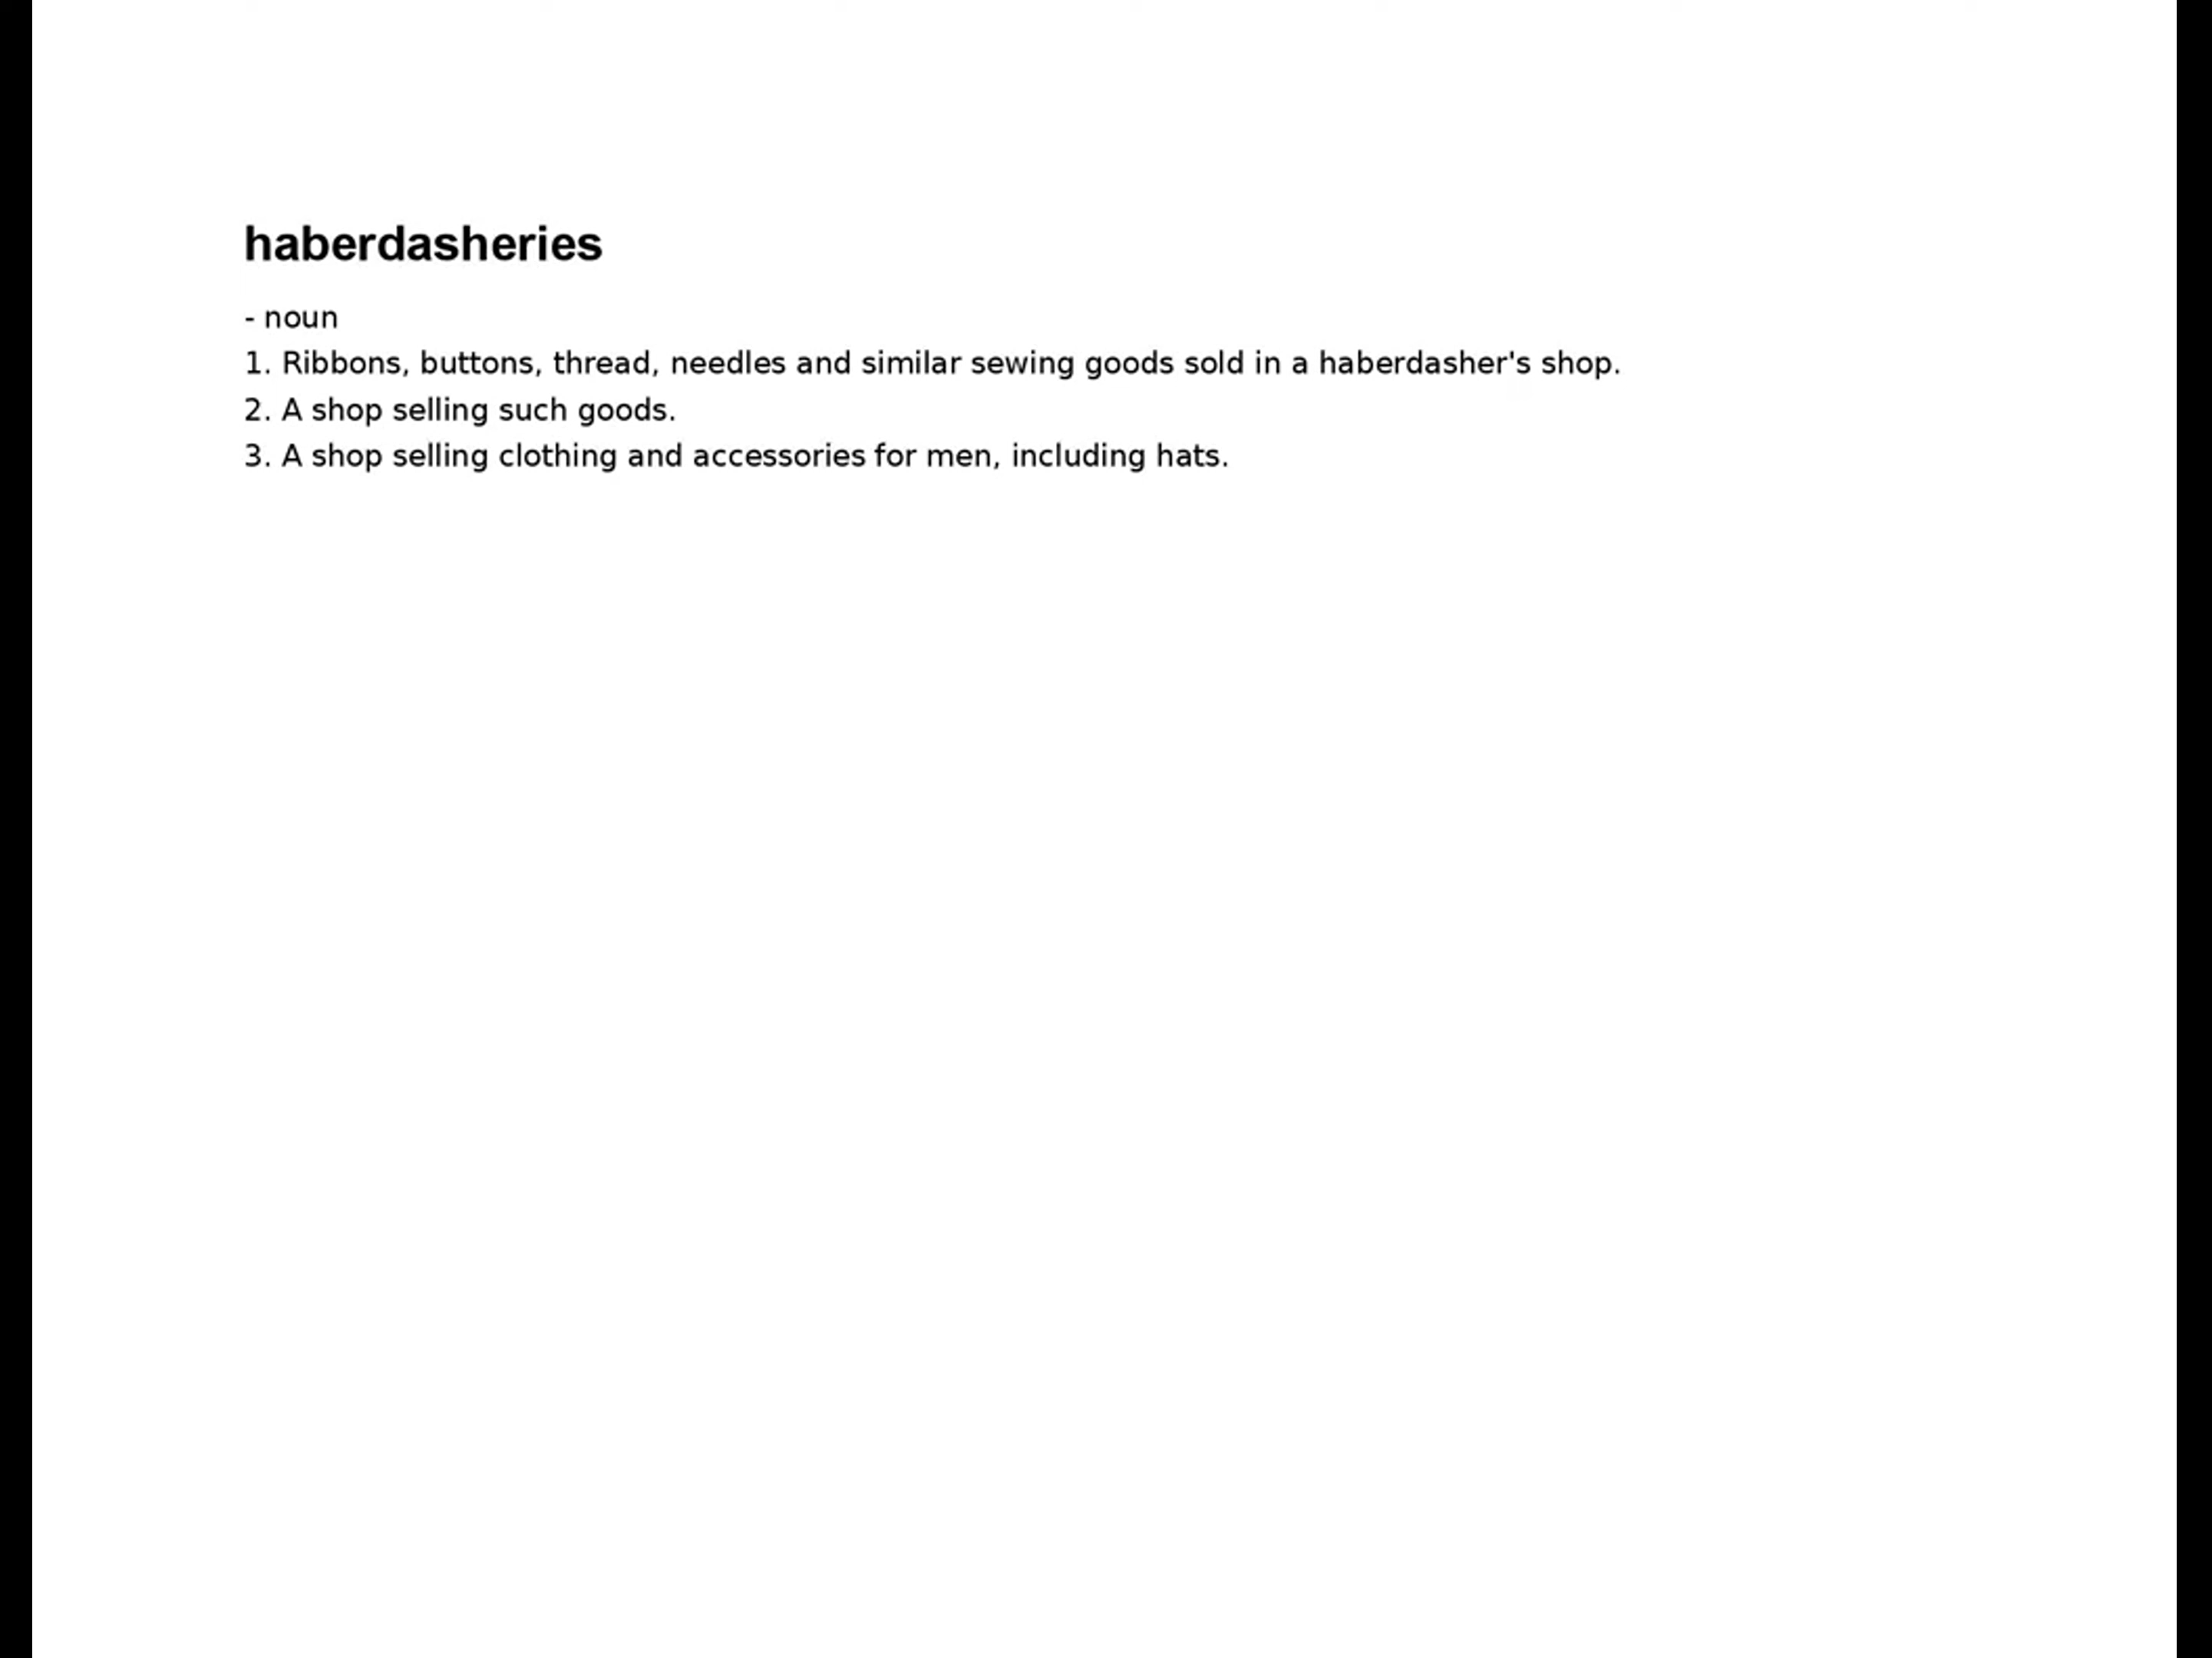 haberdasheries
- noun
1. Ribbons, buttons, thread, needles and similar sewing goods sold in a haberdasher's shop.
2. A shop selling such goods.
3. A shop selling clothing and accessories for men, including hats.